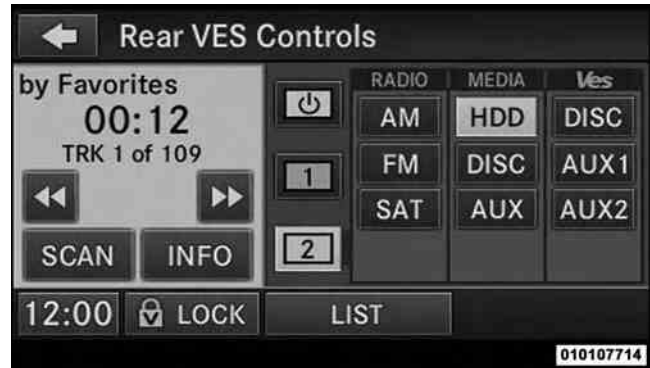 Rear VES Controls
by Favorites
00:12
TRK 1 of 109
SCAN INFO
1
2
RADIO MEDIA Ves
AM HDD DISC
FM DISC AUX1
SAT AUX AUX2
12:00 LOCK LIST
010107714